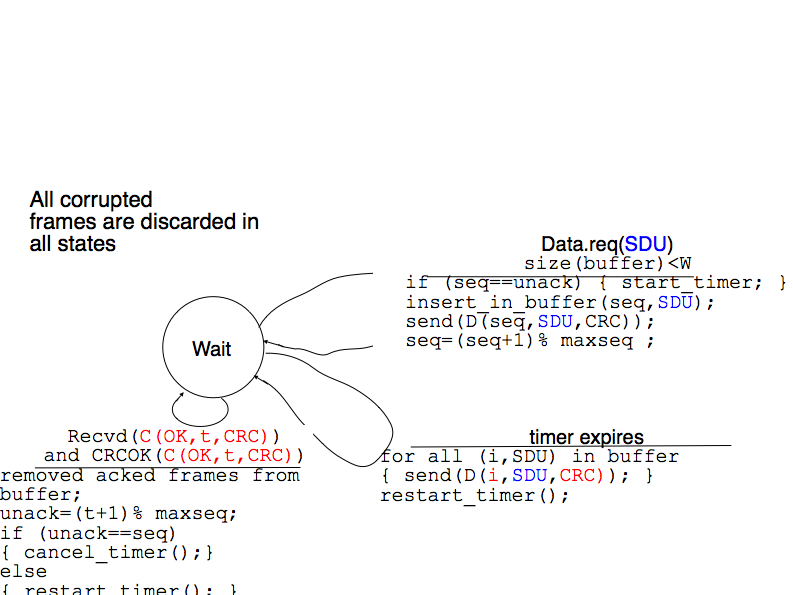 All corrupted
frames are discarded in
all states
Data.req(SDU)
size(buffer)<W
if (seq==unack) { start_timer; }
insert_in_buffer(seq,SDU);
send(D(seq,SDU,CRC));
seq=(seq+1)% maxseq ;
Wait
Recvd(C(OK,t,CRC))
and CRCOK(C(OK,t,CRC))
removed acked frames from
buffer;
unack=(t+1)% maxseq;
if (unack==seq)
{ cancel_timer();}
else
{ restart_timer(); }
timer expires
for all (i,SDU) in buffer
{ send(D(i,SDU,CRC)); }
restart_timer();